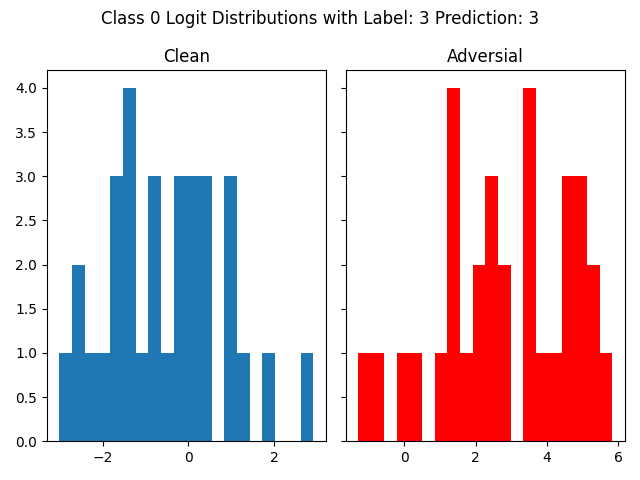 Class 0 Logit Distributions with Label: 3 Prediction: 3
Clean
Adversial
4.0
3.5
3.0
2.5
2.0
1.5
1.0
0.5
0.0
−2 0 2
0 2 4 6